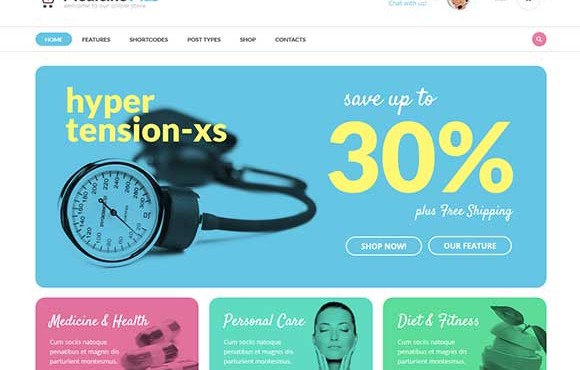 welcome to our online store
Chat with us!
HOME FEATURES SHORTCODES POST TYPES SHOP CONTACTS
hyper
tension-xs
save up to
30%
plus Free Shipping
SHOP NOW! OUR FEATURE
Medicine & Health
Cum sociis natoque
penatibus et magnis dis
parturient montesmus.
Personal Care
Cum sociis natoque
penatibus et magnis
dis parturient
Diet & Fitness
Cum sociis natoque
penatibus et magnis
dis parturient